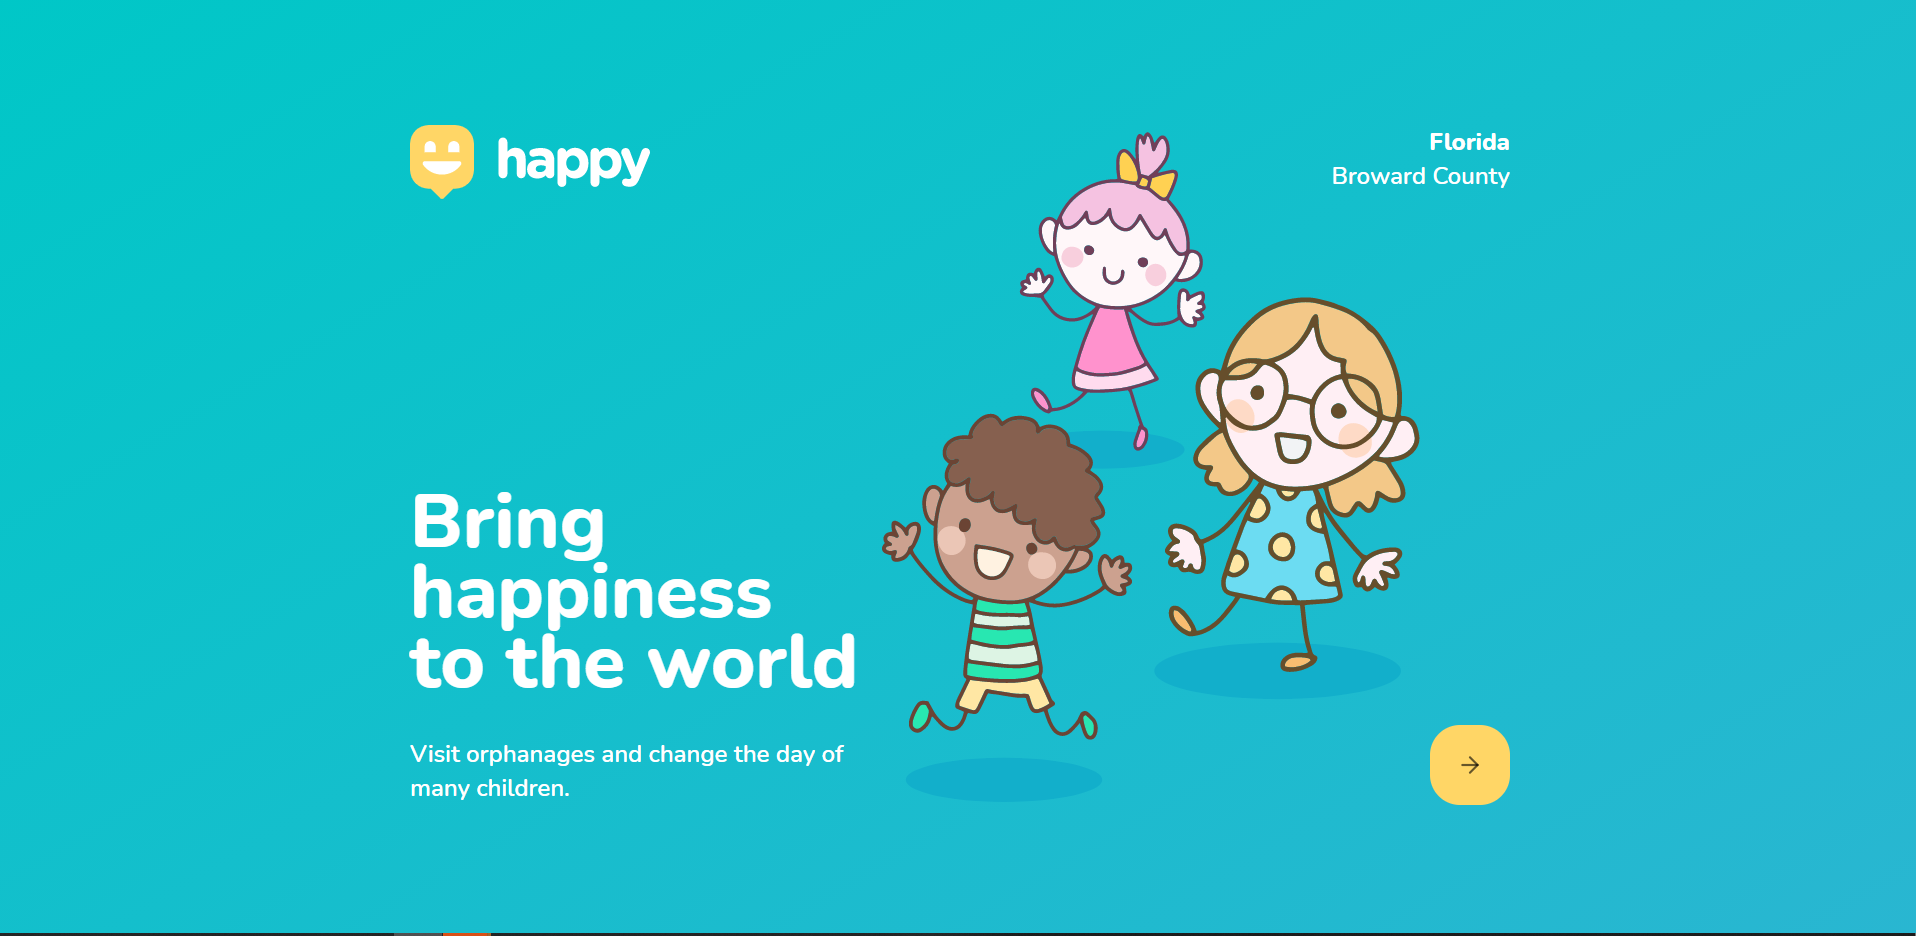 happy
Florida
Broward County
Bring
happiness
to the world
Visit orphanages and change the day of
many children.